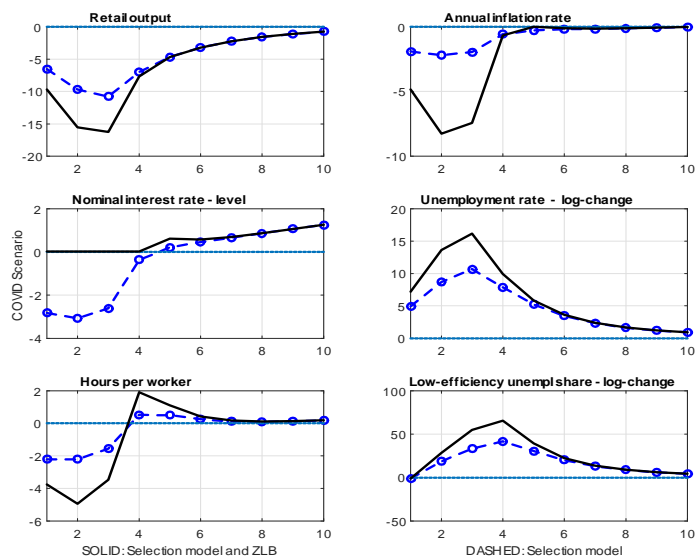 Retail output
0
-5
-10
-15
-20
2 4 6 8 10
Annual inflation rate
0
-5
-10
2 4 6 8 10
Nominal interest rate - level
2
0
-2
-4
2 4 6 8 10
COVID Scenario
Unemployment rate - log-change
20
15
10
5
0
2 4 6 8 10
Hours per worker
2
0
-2
-4
-6
2 4 6 8 10
SOLID: Selection model and ZLB
Low-efficiency unempl share - log-change
100
50
0
-50
2 4 6 8 10
DASHED: Selection model